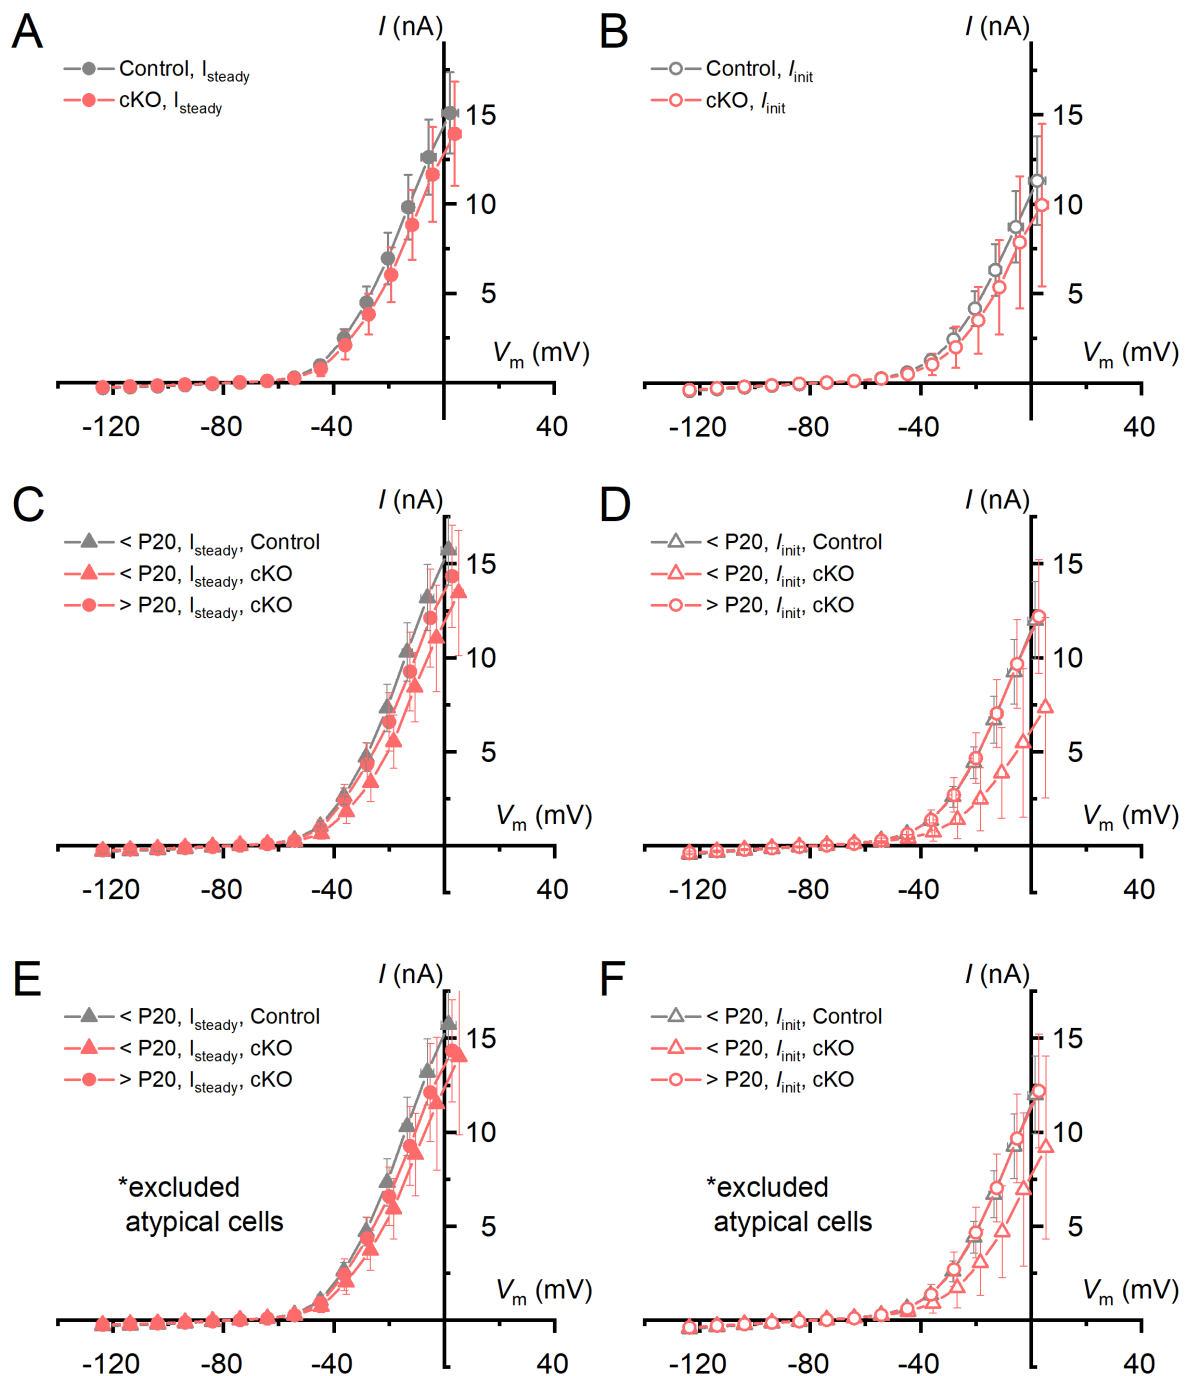 A
I (nA)
Control, Isteady
cKO, Isteady
15
10
5
Vm (mV)
-120 -80 -40 40
B
I (nA)
Control, Iinit
cKO, Iinit
15
10
5
Vm (mV)
-120 -80 -40 40
C
I (nA)
< P20, Isteady, Control
< P20, Isteady, cKO
> P20, Isteady, cKO
15
10
5
Vm (mV)
-120 -80 -40 40
D
I (nA)
< P20, Iinit, Control
< P20, Iinit, cKO
> P20, Iinit, cKO
15
10
5
Vm (mV)
-120 -80 -40 40
E
I (nA)
< P20, Isteady, Control
< P20, Isteady, cKO
> P20, Isteady, cKO
15
10
*excluded
atypical cells
5
Vm (mV)
-120 -80 -40 40
F
I (nA)
< P20, Iinit, Control
< P20, Iinit, cKO
> P20, Iinit, cKO
15
10
*excluded
atypical cells
5
Vm (mV)
-120 -80 -40 40